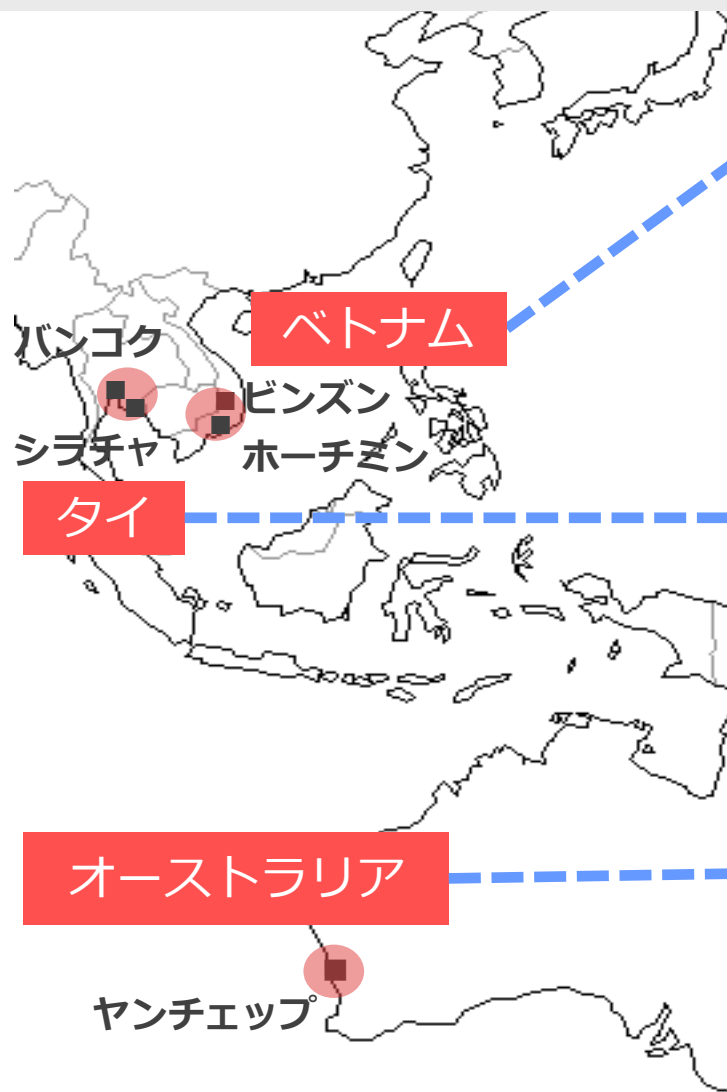 ベトナム
バンコク
ビンズン
シラチャ
ホーチミン
タイ
オーストラリア
ヤンチェップ